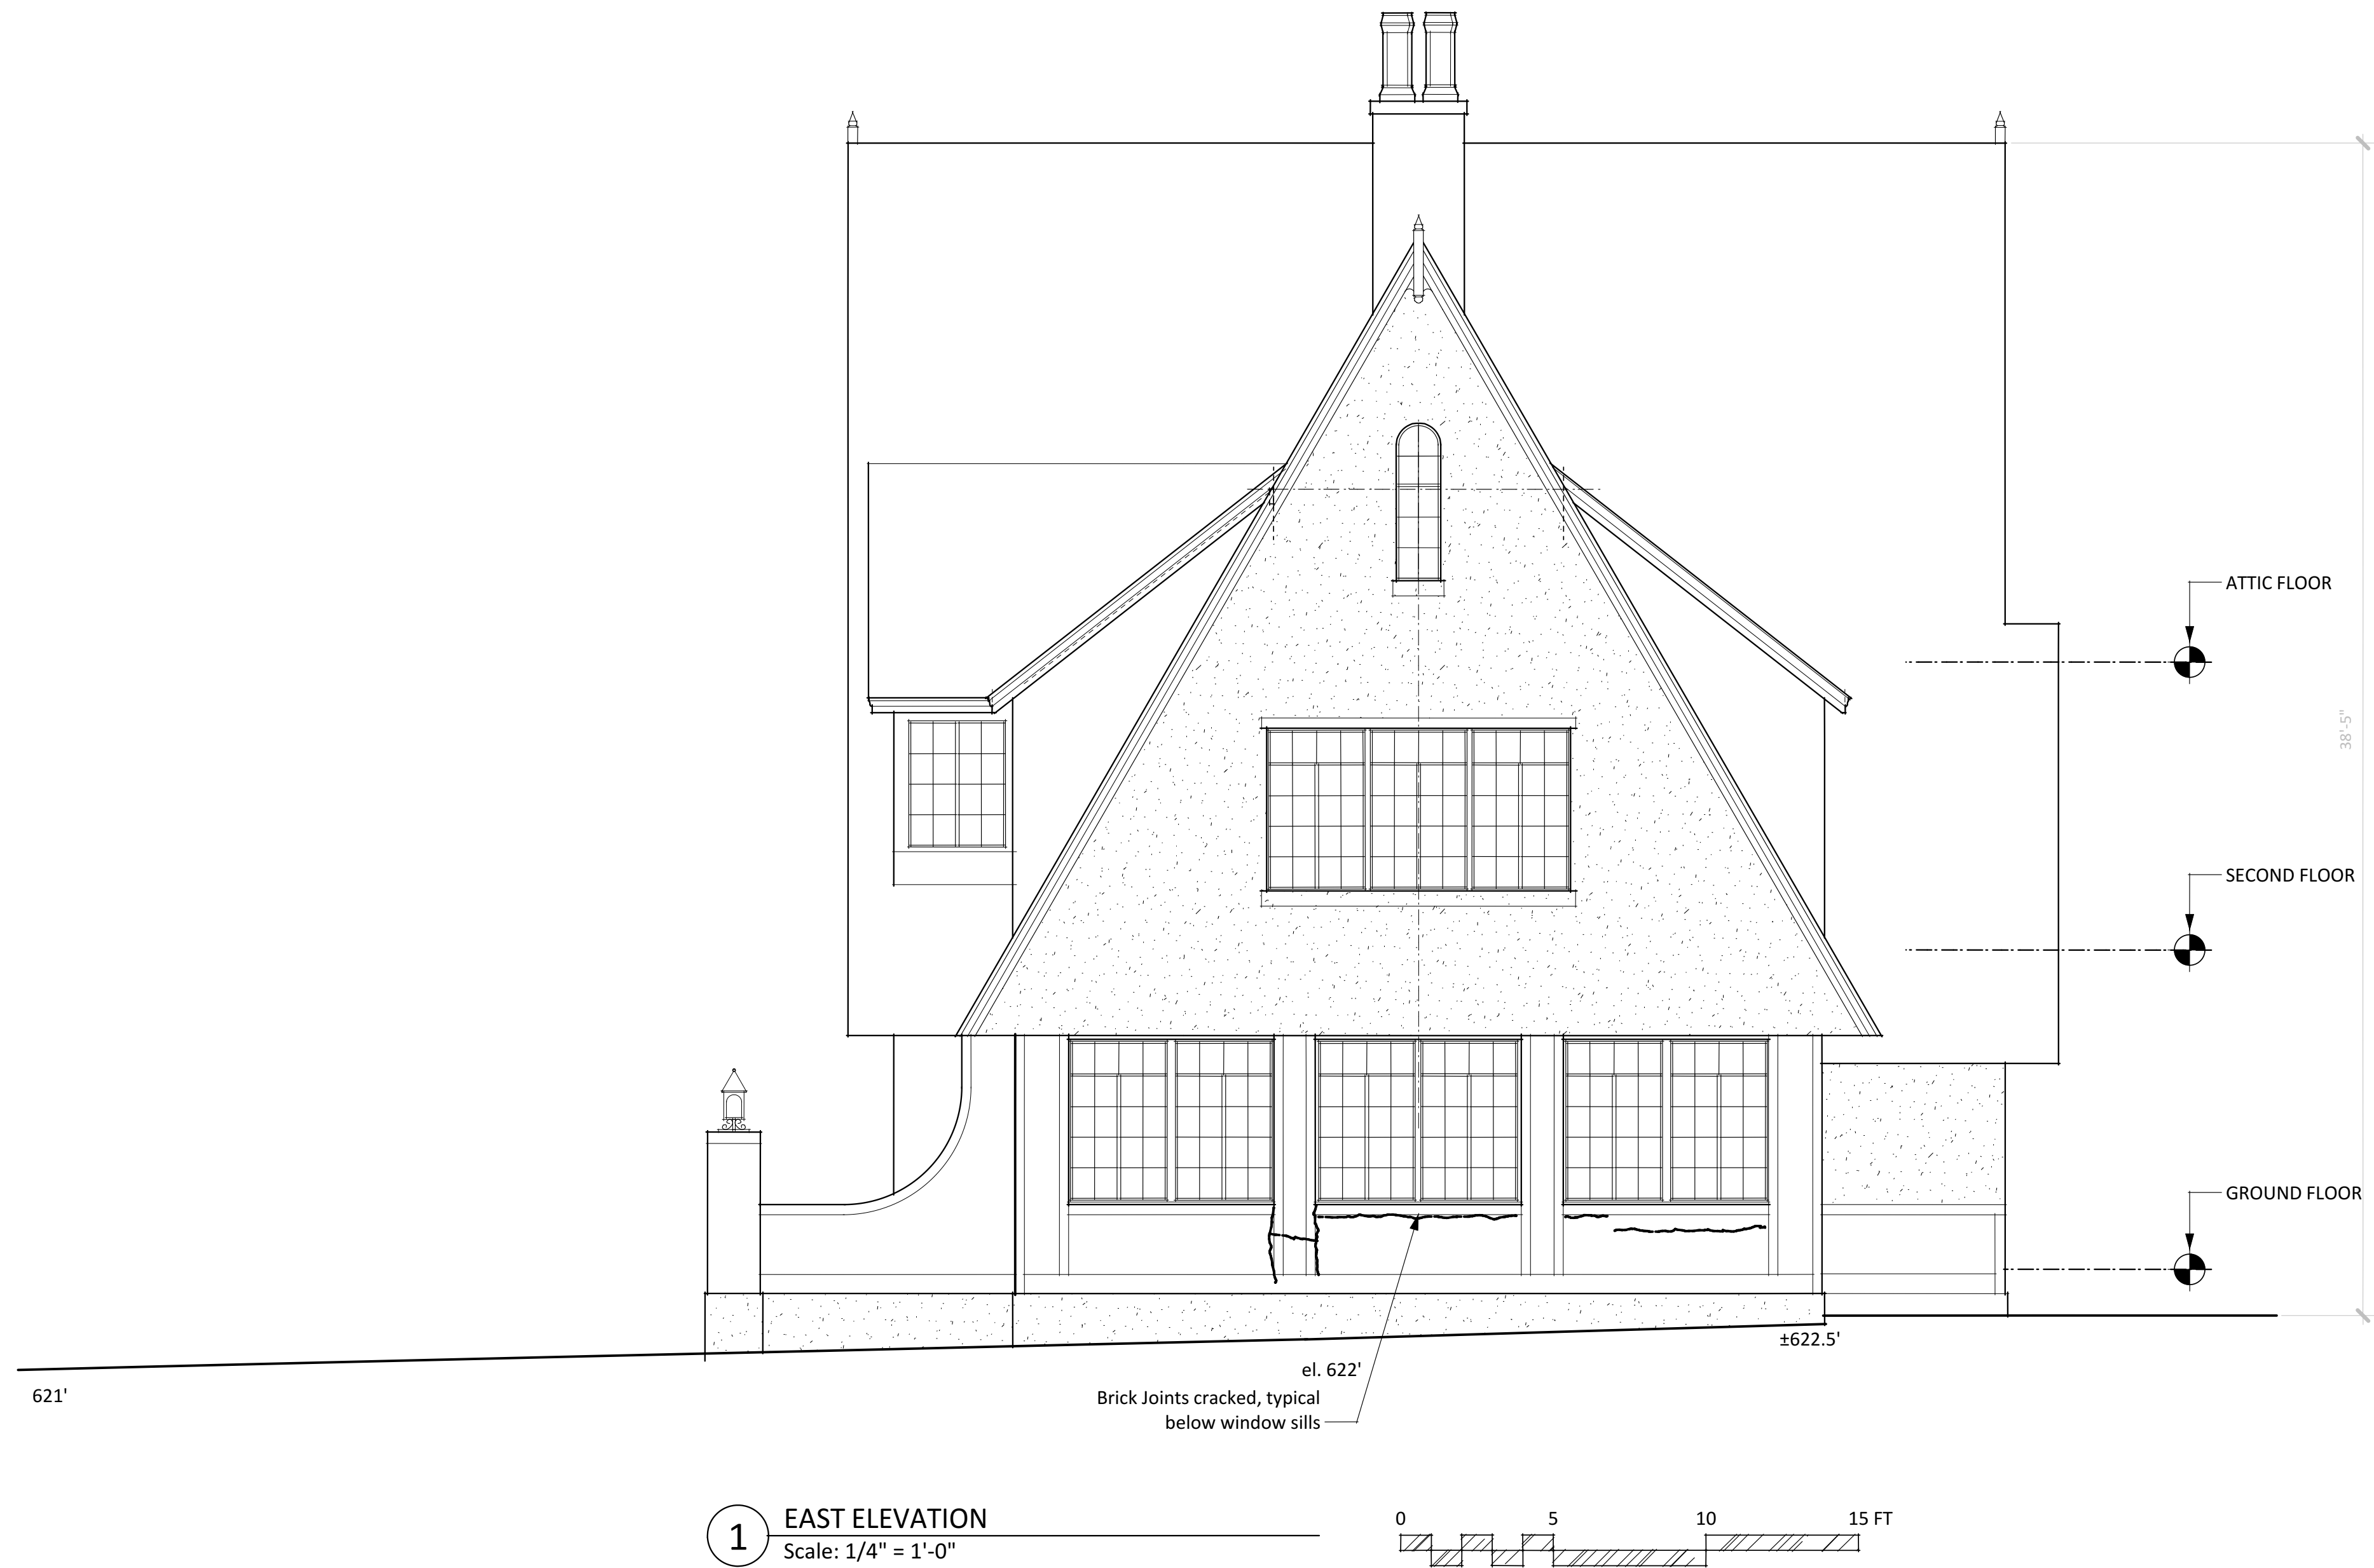 ATTIC FLOOR
38'-5"
SECOND FLOOR
GROUND FLOOR
±622.5'
el. 622'
621'
Brick Joints cracked, typical
below window sills
1
EAST ELEVATION
Scale: 1/4" = 1'-0"
0 5 10 15 FT